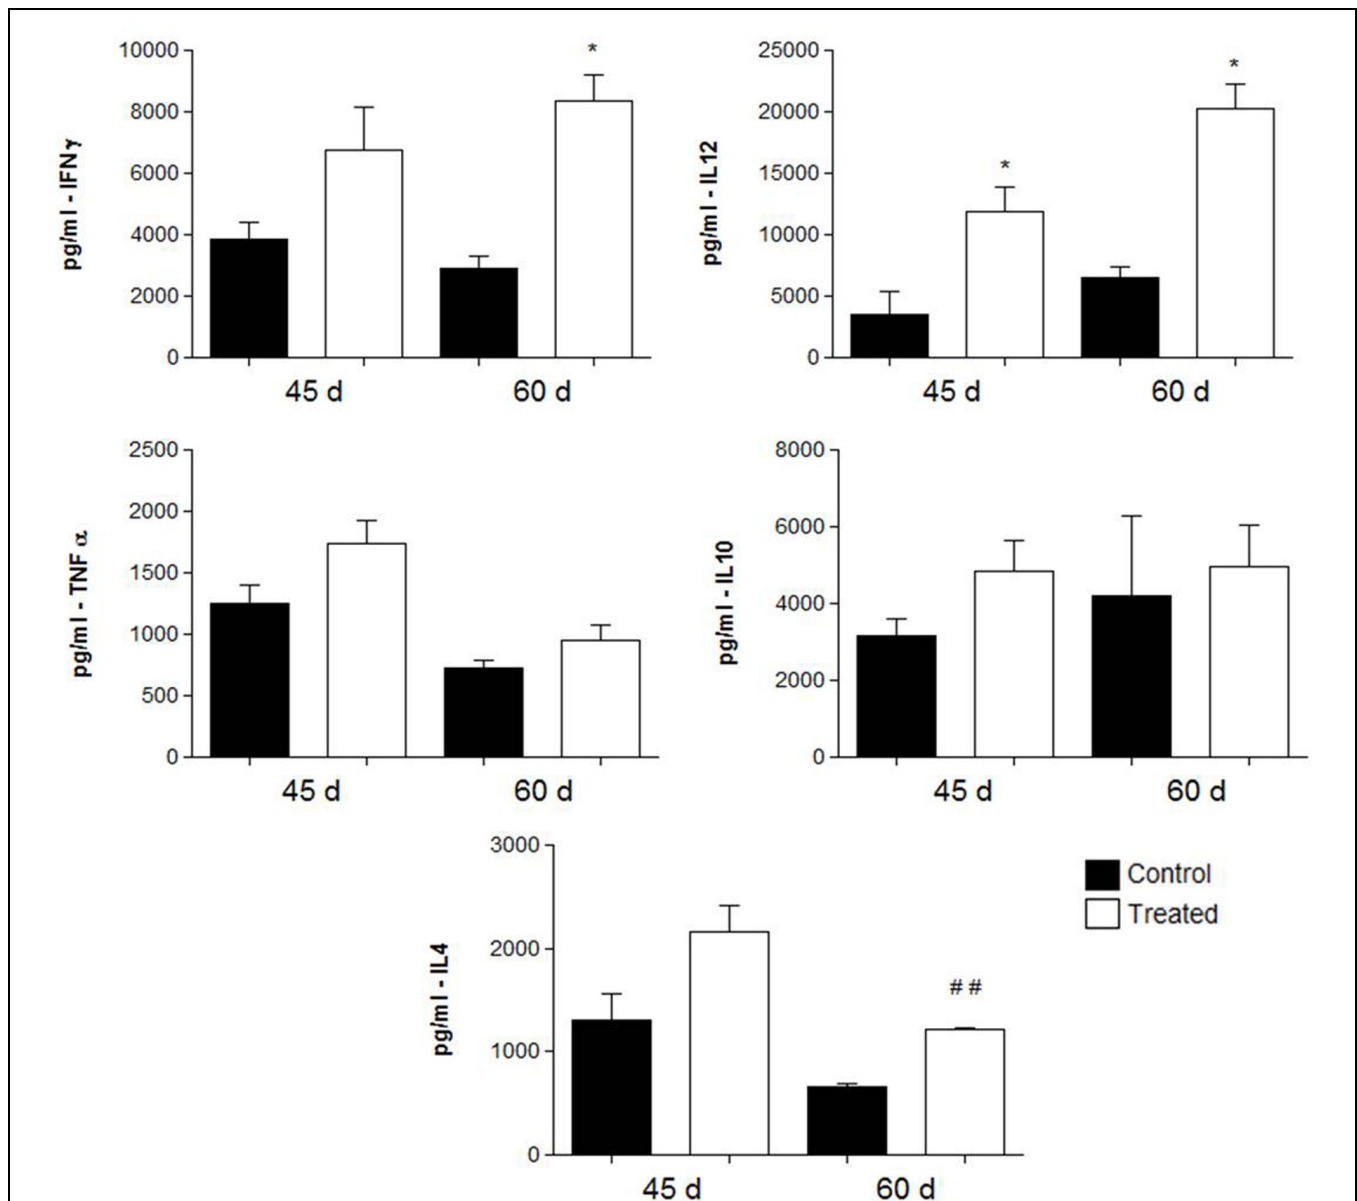 10000
8000
6000
4000
2000
0
pg/ml - IFNγ
*
45 d
60 d
25000
20000
15000
10000
5000
0
pg/ml - IL12
*
*
45 d
60 d
2500
2000
1500
1000
500
0
pg/ml - TNF α
45 d
60 d
8000
6000
4000
2000
0
pg/ml - IL10
45 d
60 d
3000
2000
1000
0
pg/ml - IL4
##
45 d
60 d
Control
Treated